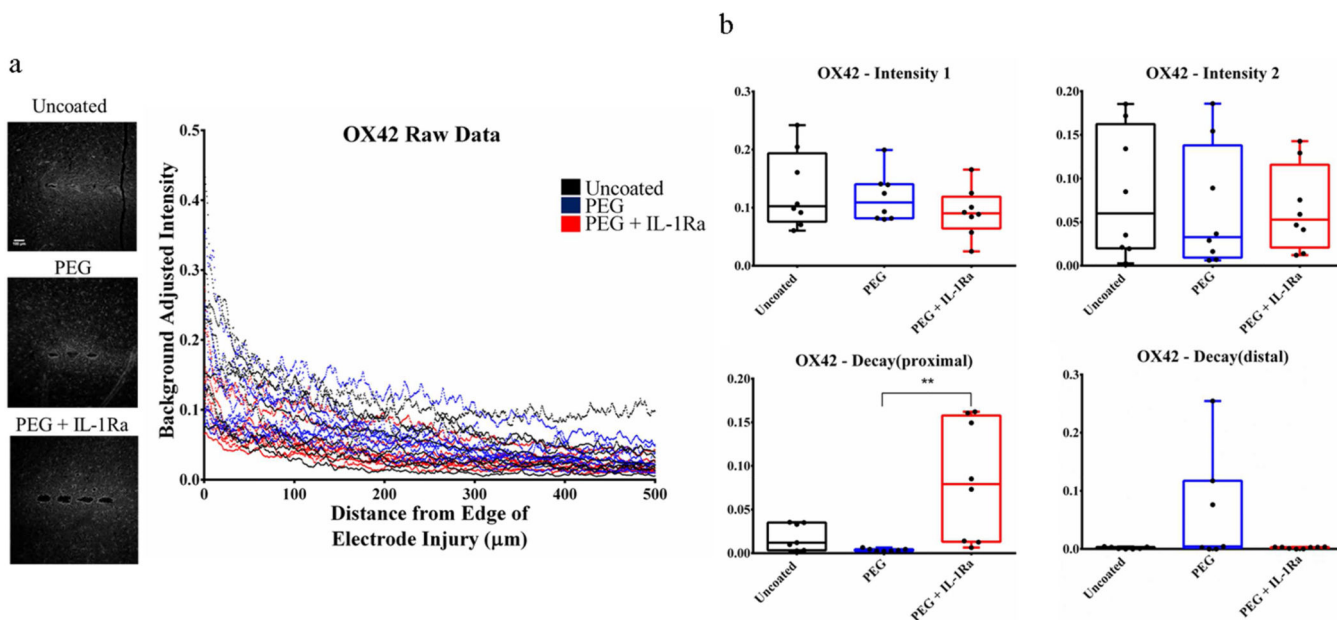 a
Uncoated
100 µm
PEG
PEG + IL-1Ra
OX42 Raw Data
Background Adjusted Intensity
0.5
0.4
0.3
0.2
0.1
0.0
0
100
200
300
400
500
Uncoated
PEG
PEG + IL-1Ra
Distance from Edge of
Electrode Injury (µm)
b
OX42 - Intensity 1
0.3
0.2
0.1
0.0
Uncoated
PEG
PEG + IL-1Ra
OX42 - Intensity 2
0.20
0.15
0.10
0.05
0.00
Uncoated
PEG
PEG + IL-1Ra
OX42 - Decay(proximal)
**
0.20
0.15
0.10
0.05
0.00
Uncoated
PEG
PEG + IL-1Ra
OX42 - Decay(distal)
0.3
0.2
0.1
0.0
Uncoated
PEG
PEG + IL-1Ra